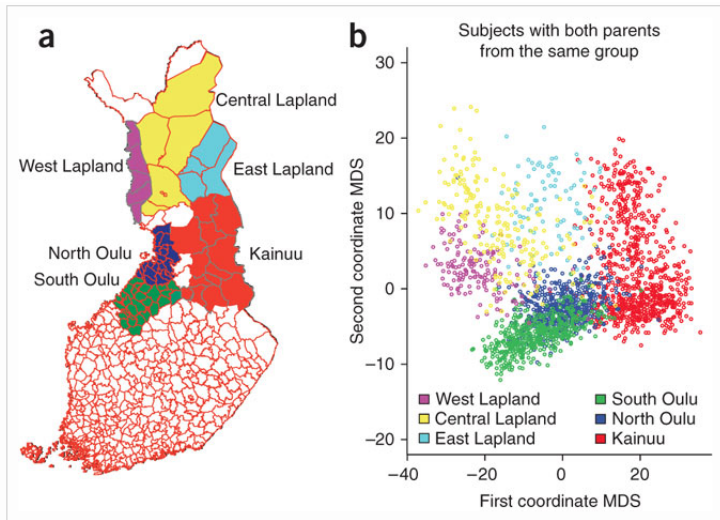 a
Central Lapland
West Lapland
East Lapland
North Oulu
South Oulu
Kainuu
b
Subjects with both parents
from the same group
30
20
10
0
−10
−20
Second coordinate MDS
West Lapland
Central Lapland
East Lapland
South Oulu
North Oulu
Kainuu
−40
−20
0
20
First coordinate MDS